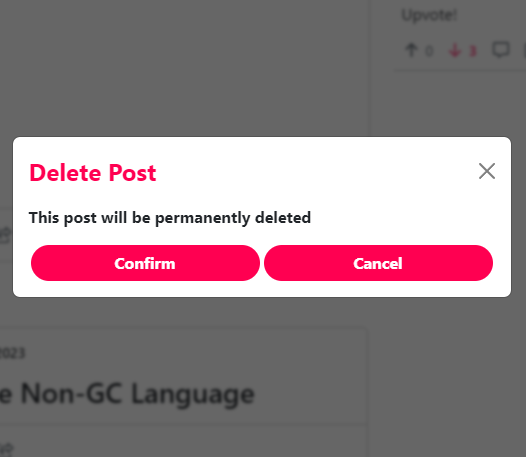 Upvote!
0 3
Delete Post
This post will be permanently deleted
Confirm Cancel
2023
e Non-GC Language